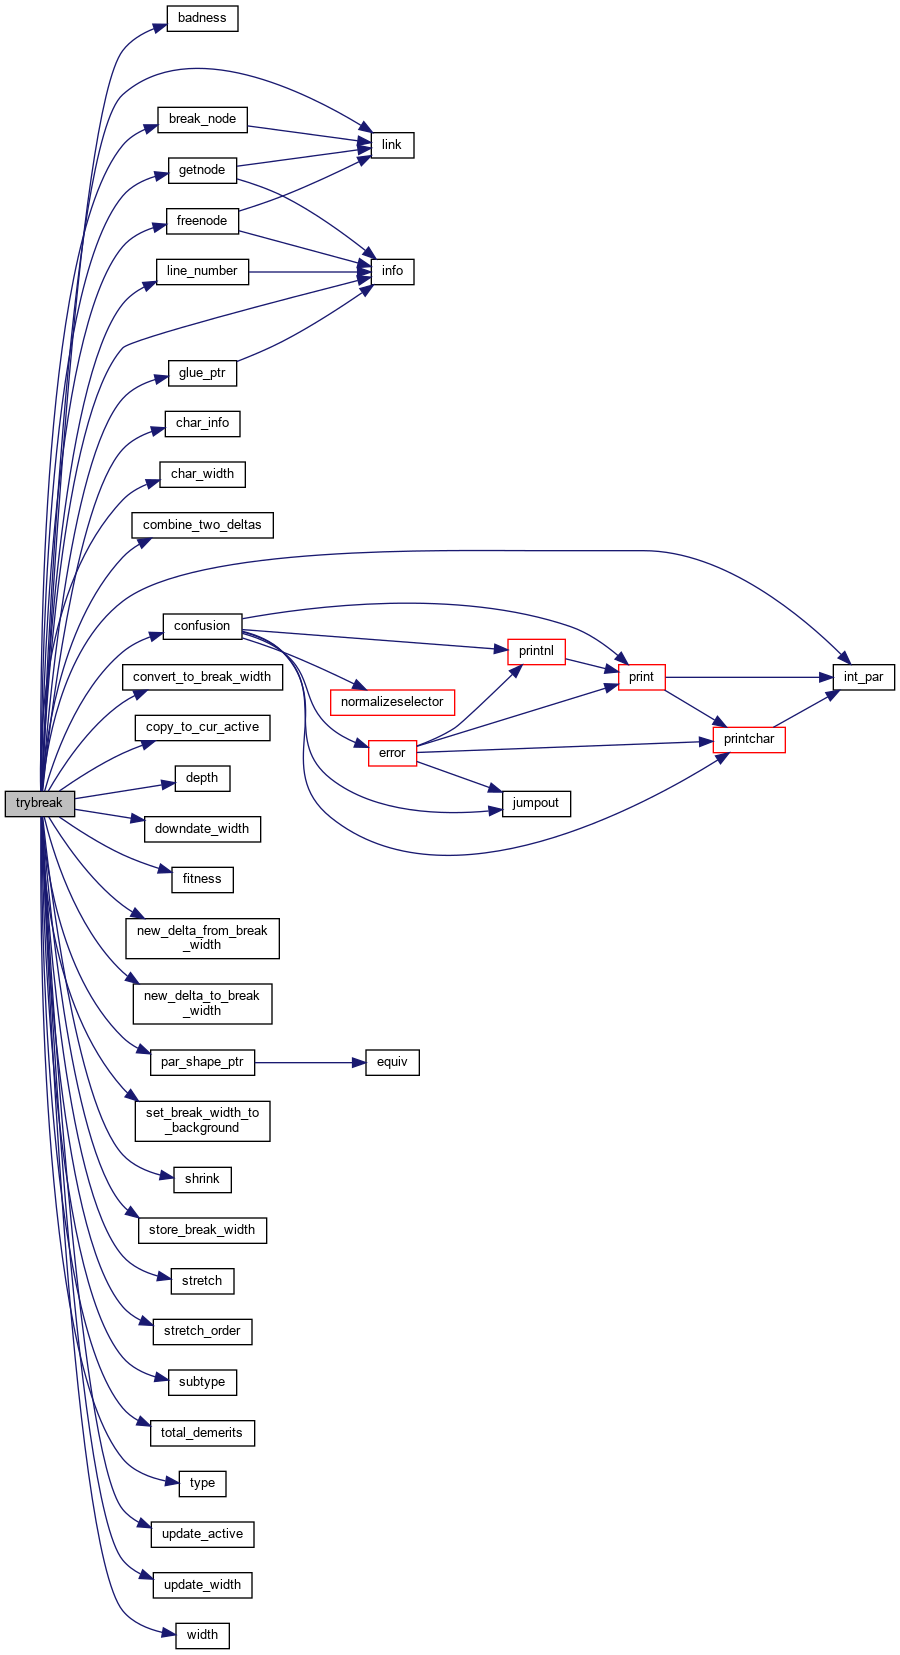 badness
break_node
link
getnode
freenode
line_number
info
glue_ptr
char_info
char_width
combine_two_deltas
confusion
printnl
convert_to_break_width
print
int_par
normalizeselector
copy_to_cur_active
printchar
error
depth
trybreak
jumpout
downdate_width
fitness
new_delta_from_break
_width
new_delta_to_break
_width
par_shape_ptr
equiv
set_break_width_to
_background
shrink
store_break_width
stretch
stretch_order
subtype
total_demerits
type
update_active
update_width
width